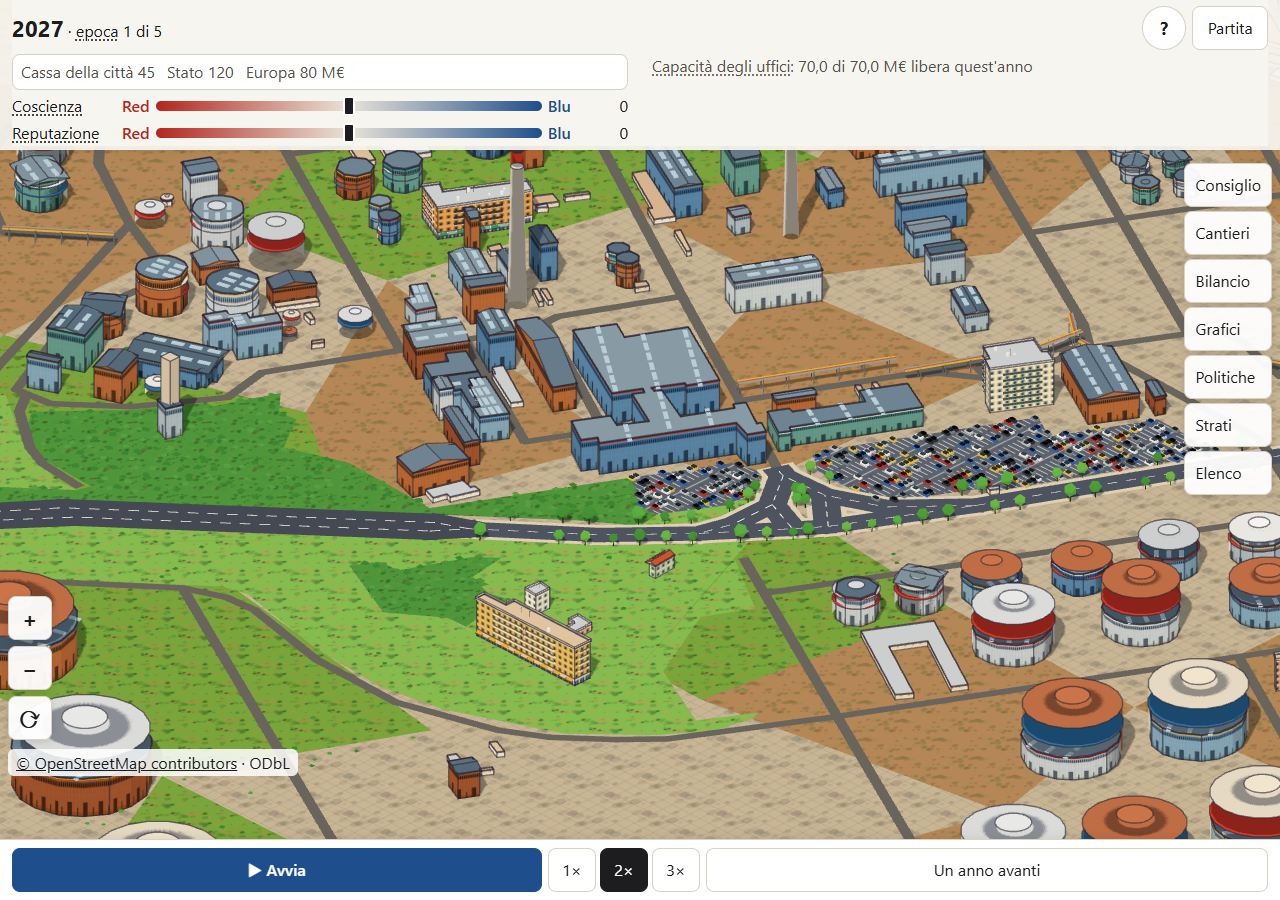 2027 · epoca 1 di 5
?
Partita
Cassa della città 45 Stato 120 Europa 80 M€
Capacità degli uffici: 70,0 di 70,0 M€ libera quest'anno
Coscienza Red Blu 0
Reputazione Red Blu 0
Consiglio
Cantieri
Bilancio
Grafici
Politiche
Strati
Elenco
+
−
© OpenStreetMap contributors · ODbL
▶ Avvia
1×
2×
3×
Un anno avanti